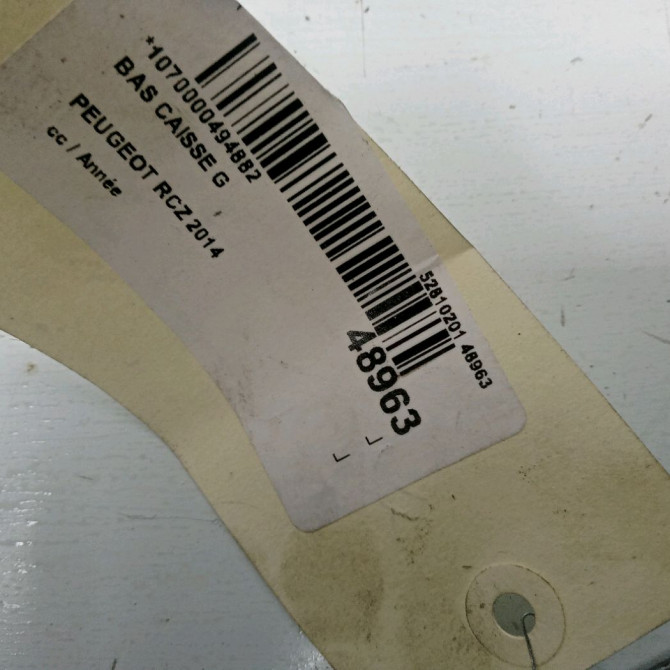 *1070000494882
BAS CAISSE G
PEUGEOT RCZ 2014
cc / Année
52810201 48963
48963